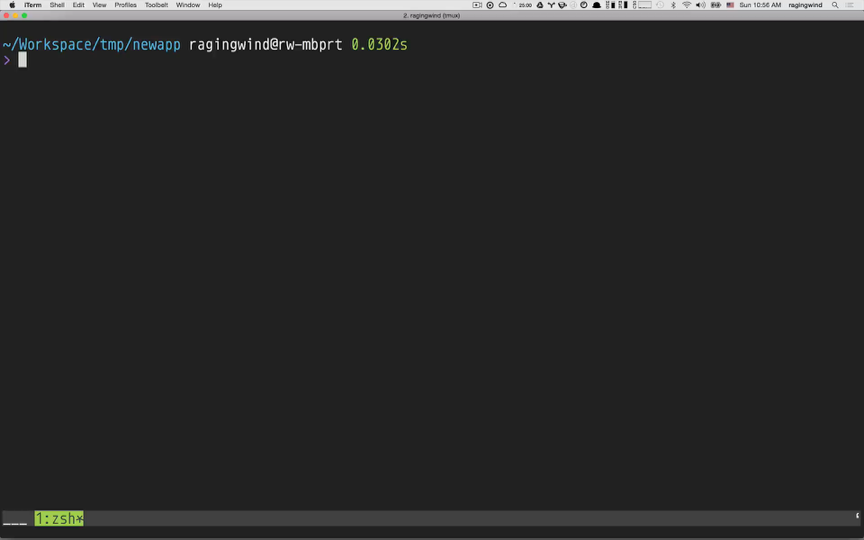 iTerm Shell Edit View Profiles Toolbelt Window Help 25.00 Sun 10:56 AM ragingwind
2. ragingwind (tmux)
~/Workspace/tmp/newapp ragingwind@rw-mbprt 0.0302s
>
___ 1:zsh*